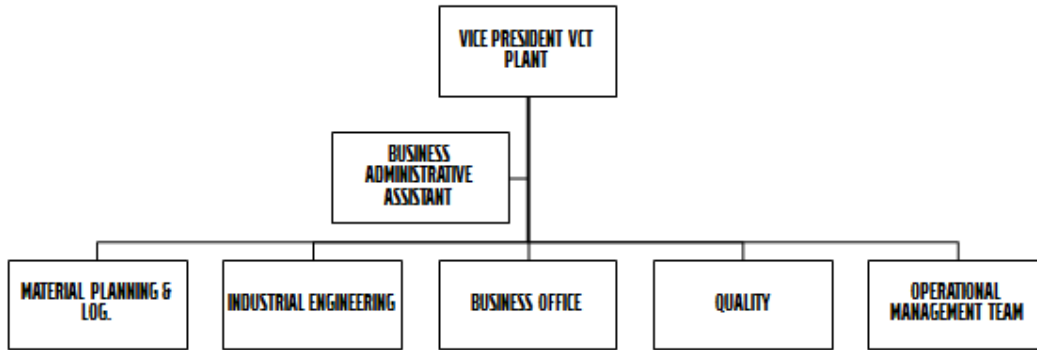 VICE PRESIDENT VCT
PLANT
BUSINESS
ADMINISTRATIVE
ASSISTANT
MATERIAL PLANNING &
LOG.
INDUSTRIAL ENGINEERING
BUSINESS OFFICE
QUALITY
OPERATIONAL
MANAGEMENT TEAM